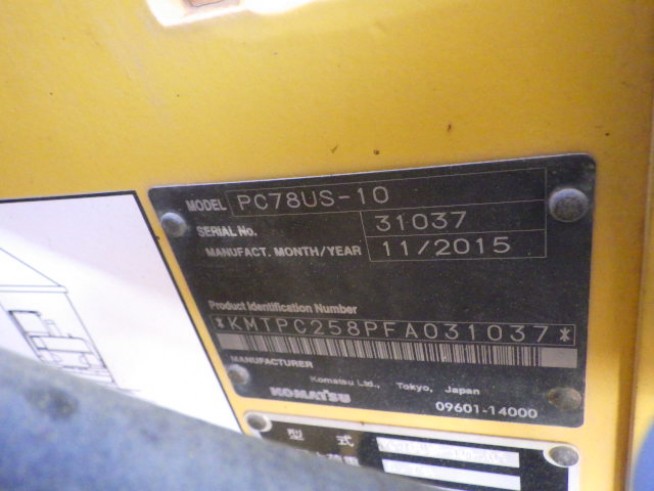 MODEL PC78US-10
SERIAL No. 31037
MANUFACT. MONTH/YEAR 11/2015
Product Identification Number
*KMTPC258PFA031037*
MANUFACTURER
Komatsu Ltd., Tokyo, Japan
KOMATSU 09601-14000
型 式